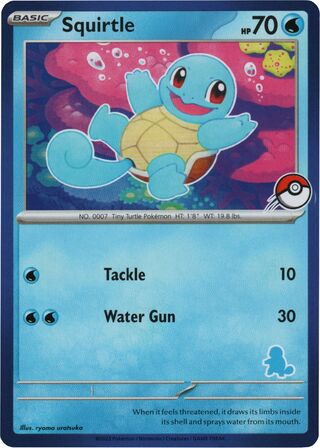 BASIC
Squirtle
HP 70
NO. 0007 Tiny Turtle Pokémon HT: 1'8" WT: 19.8 lbs.
Tackle 10
Water Gun 30
When it feels threatened, it draws its limbs inside
its shell and sprays water from its mouth.
Illus. ryoma uratsuka
©2023 Pokémon / Nintendo / Creatures / GAME FREAK